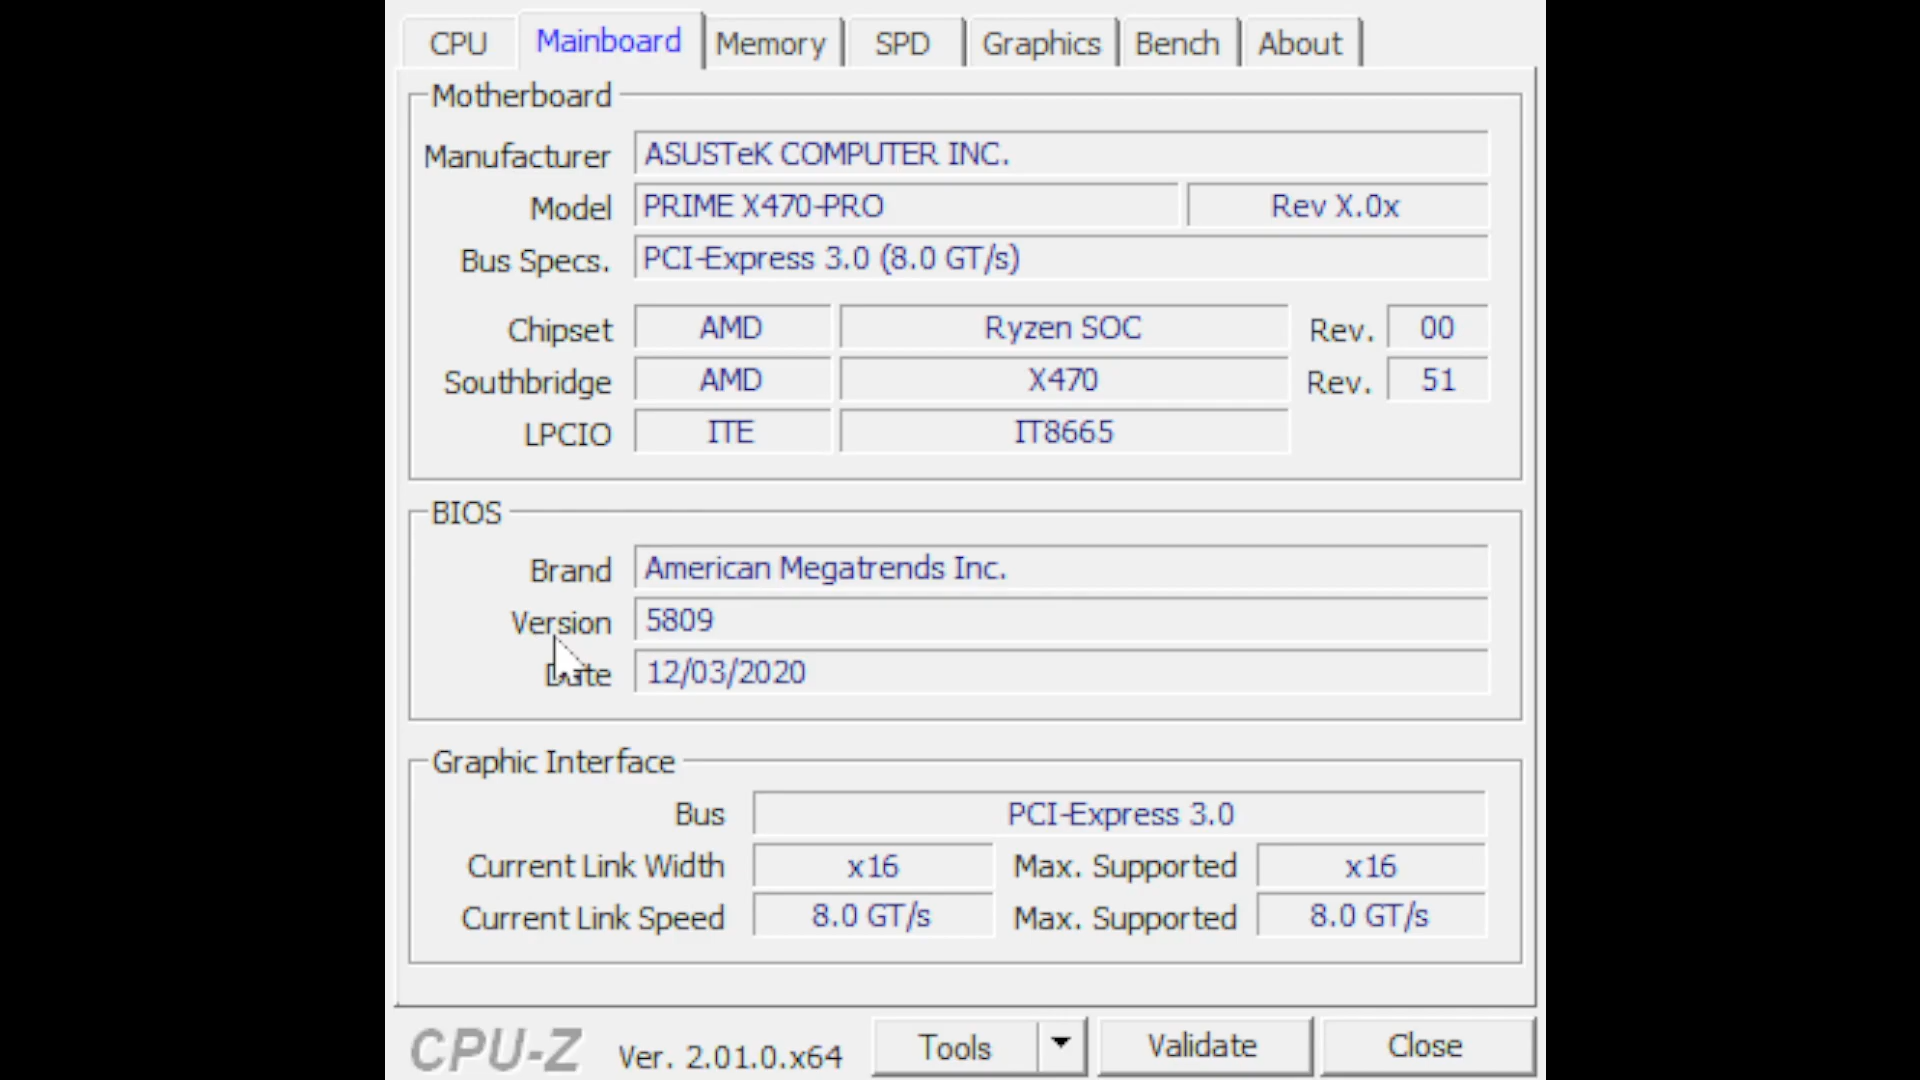 CPU Mainboard Memory SPD Graphics Bench About
Motherboard
Manufacturer ASUSTeK COMPUTER INC.
Model PRIME X470-PRO Rev X.0x
Bus Specs. PCI-Express 3.0 (8.0 GT/s)
Chipset AMD Ryzen SOC Rev. 00
Southbridge AMD X470 Rev. 51
LPCIO ITE IT8665
BIOS
Brand American Megatrends Inc.
Version 5809
Date 12/03/2020
Graphic Interface
Bus PCI-Express 3.0
Current Link Width x16 Max. Supported x16
Current Link Speed 8.0 GT/s Max. Supported 8.0 GT/s
CPU-Z Ver. 2.01.0.x64 Tools Validate Close